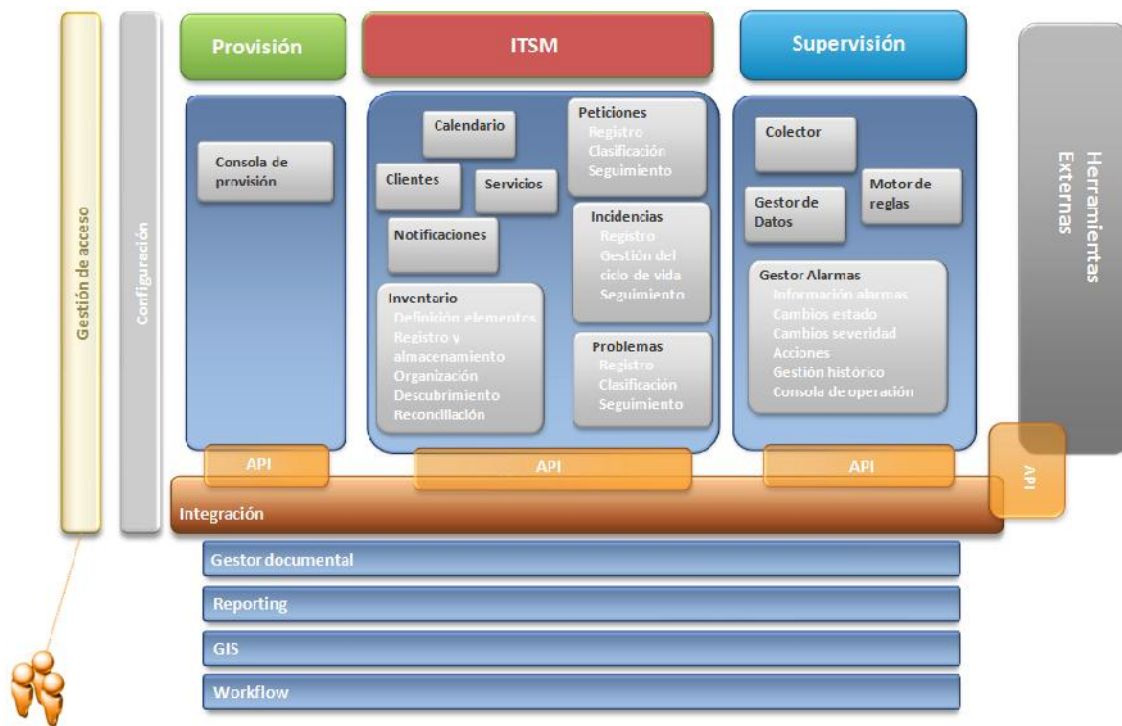 Provisión
ITSM
Supervisión
Gestión de acceso
Configureción
Consola de
provisión
Calendario
Clientes
Servicios
Notificaciones
Inventario
Definición elementos
Registro y
almacenamiento
Organización
Descubrimiento
Reconciliación
Peticiones
Registro
Clasificación
Seguimiento
Incidencias
Registro
Gestión del
ciclo de vida
Seguimiento
Problemas
Registro
Clasificación
Seguimiento
Colector
Gestor de
Datos
Motor de
reglas
Gestor Alarmas
Información alarmas
Cambios estado
Cambios severidad
Acciones
Gestión histórico
Consola de operación
Herramientas
Externas
API
API
API
API
Integración
Gestor documental
Reporting
GIS
Workflow